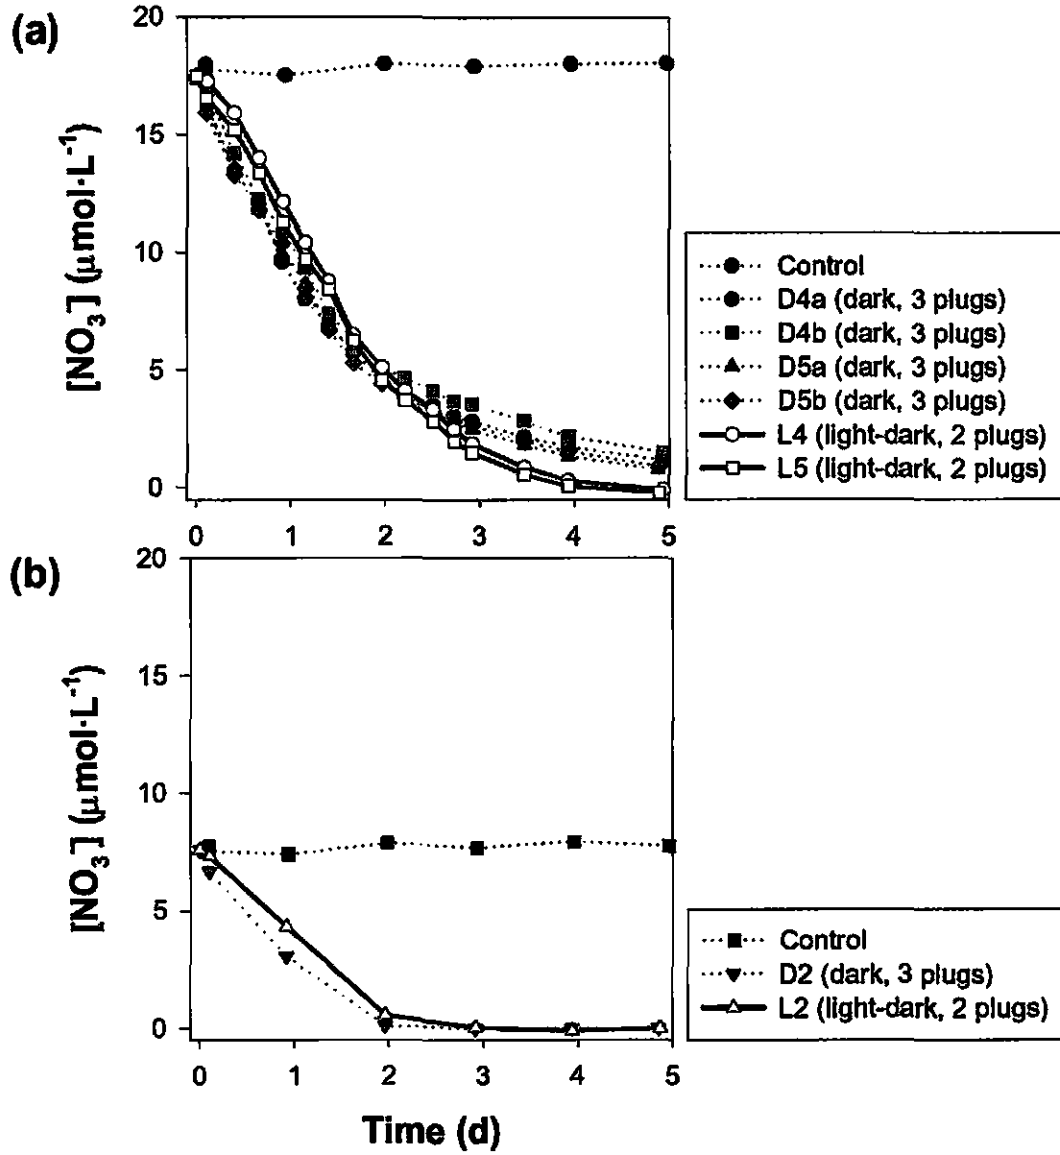 (a)
20
15
10
5
0
[NO₃⁻] (μmol·L⁻¹)
0 1 2 3 4 5
Control
D4a (dark, 3 plugs)
D4b (dark, 3 plugs)
D5a (dark, 3 plugs)
D5b (dark, 3 plugs)
L4 (light-dark, 2 plugs)
L5 (light-dark, 2 plugs)
(b)
20
15
10
5
0
[NO₃⁻] (μmol·L⁻¹)
0 1 2 3 4 5
Time (d)
Control
D2 (dark, 3 plugs)
L2 (light-dark, 2 plugs)